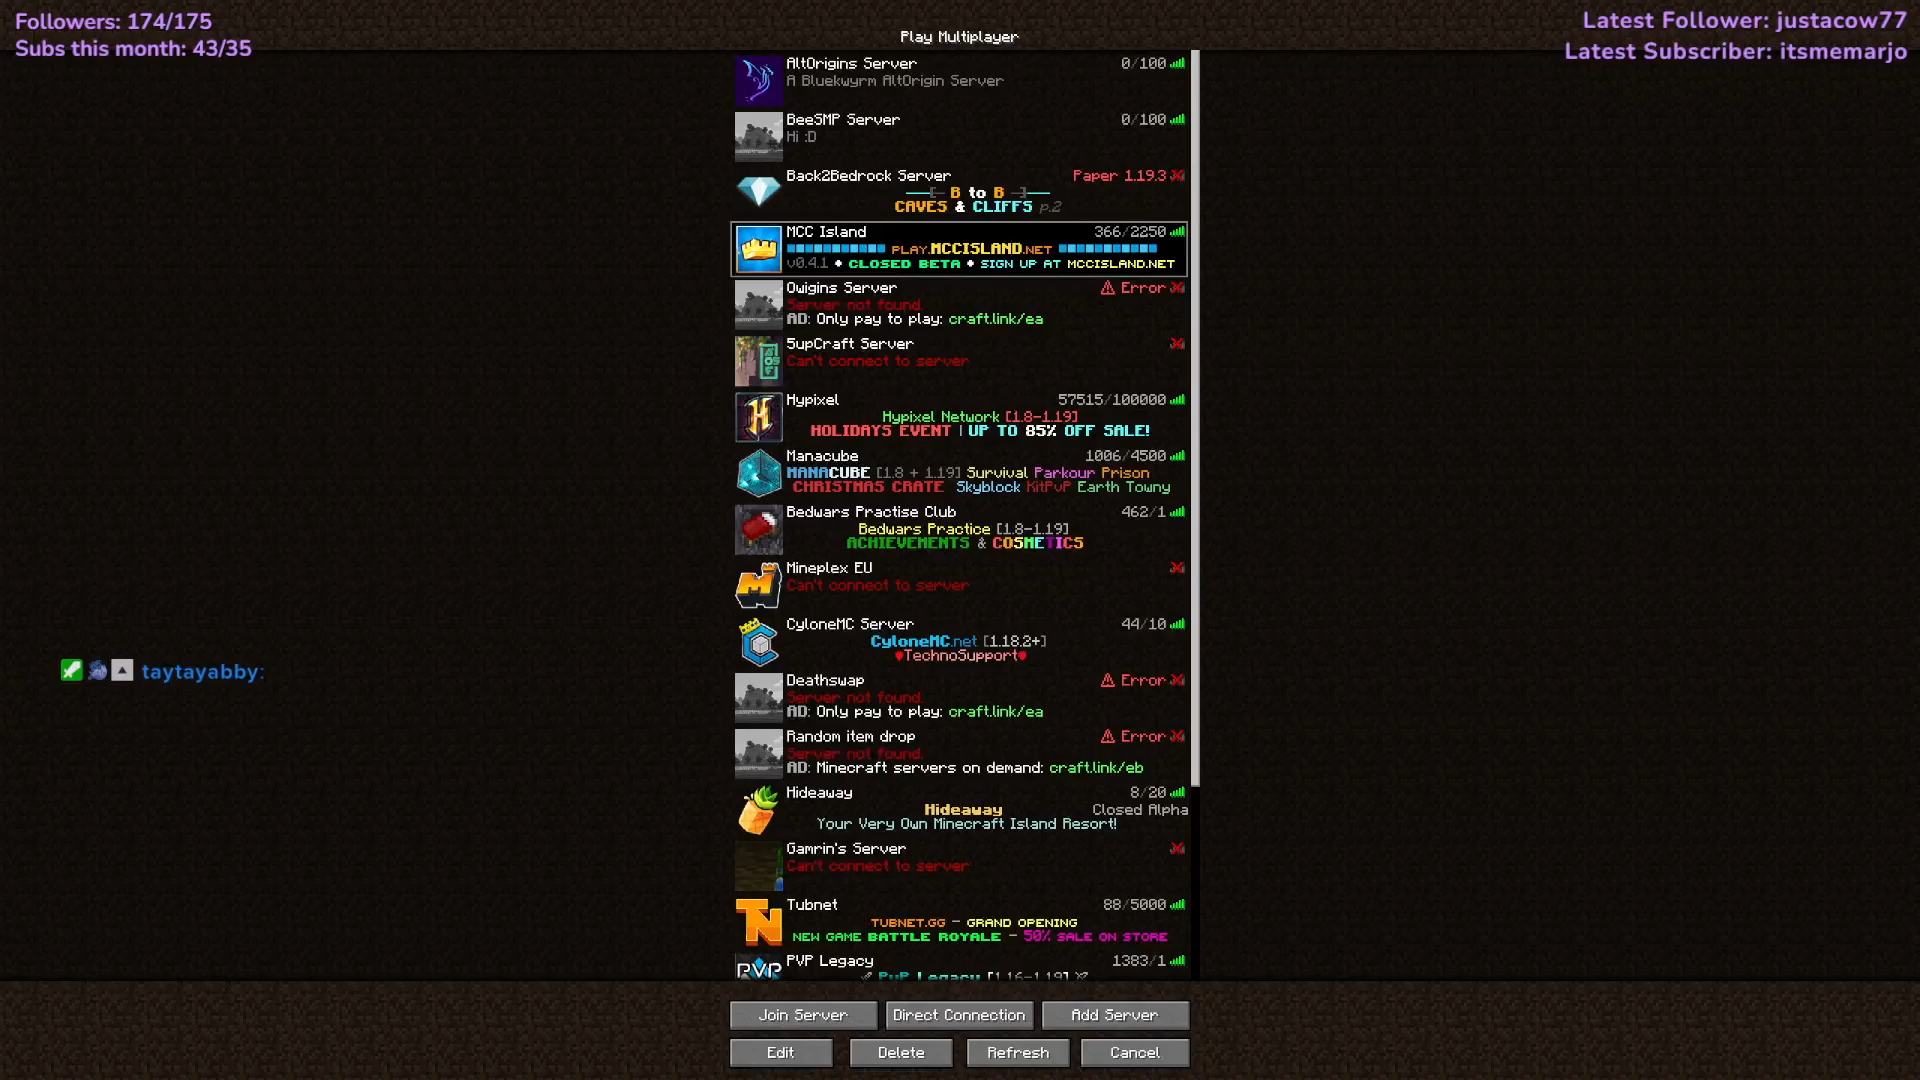 Followers: 174/175
Subs this month: 43/35
Latest Follower: justacow77
Latest Subscriber: itsmemarjo
Play Multiplayer
AltOrigins Server 0/100
A Bluekwyrm AltOrigin Server
BeeSMP Server 0/100
Hi :D
Back2Bedrock Server Paper 1.19.3
B to B
CAVES & CLIFFS p.2
MCC Island 366/2250
PLAY.MCCISLAND.NET
v0.4.1 • CLOSED BETA • SIGN UP AT MCCISLAND.NET
Owigins Server Error
Server not found.
AD: Only pay to play: craft.link/ea
5upCraft Server
Can't connect to server
Hypixel 57515/100000
Hypixel Network [1.8-1.19]
HOLIDAYS EVENT | UP TO 85% OFF SALE!
Manacube 1006/4500
MANACUBE [1.8 + 1.19] Survival Parkour Prison
CHRISTMAS CRATE Skyblock KitPvP Earth Towny
Bedwars Practise Club 462/1
Bedwars Practice [1.8-1.19]
ACHIEVEMENTS & COSMETICS
Mineplex EU
Can't connect to server
CyloneMC Server 44/10
CyloneMC.net [1.18.2+]
TechnoSupport
taytayabby:
Deathswap Error
Server not found.
AD: Only pay to play: craft.link/ea
Random item drop Error
Server not found.
AD: Minecraft servers on demand: craft.link/eb
Hideaway 8/20
Hideaway Closed Alpha
Your Very Own Minecraft Island Resort!
Gamrin's Server
Can't connect to server
Tubnet 88/5000
TUBNET.GG - GRAND OPENING
NEW GAME BATTLE ROYALE - 50% SALE ON STORE
PVP Legacy 1383/1
PVP
PvP Legacy [1.16-1.19]
Join Server
Direct Connection
Add Server
Edit
Delete
Refresh
Cancel